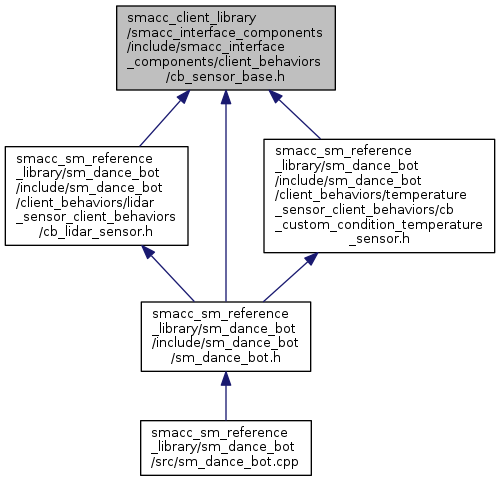 smacc_client_library
/smacc_interface_components
/include/smacc_interface
_components/client_behaviors
/cb_sensor_base.h
smacc_sm_reference
_library/sm_dance_bot
/include/sm_dance_bot
/client_behaviors/lidar
_sensor_client_behaviors
/cb_lidar_sensor.h
smacc_sm_reference
_library/sm_dance_bot
/include/sm_dance_bot
/client_behaviors/temperature
_sensor_client_behaviors/cb
_custom_condition_temperature
_sensor.h
smacc_sm_reference
_library/sm_dance_bot
/include/sm_dance_bot
/sm_dance_bot.h
smacc_sm_reference
_library/sm_dance_bot
/src/sm_dance_bot.cpp